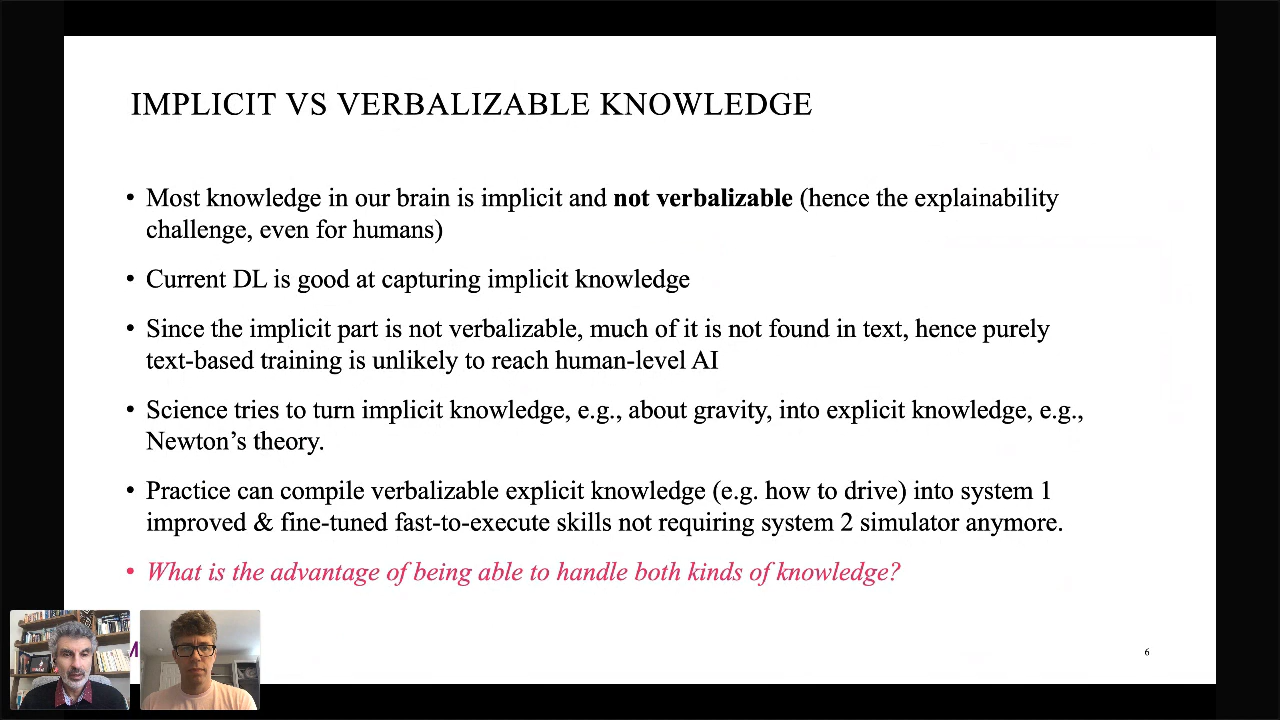 IMPLICIT VS VERBALIZABLE KNOWLEDGE
• Most knowledge in our brain is implicit and not verbalizable (hence the explainability
challenge, even for humans)
• Current DL is good at capturing implicit knowledge
• Since the implicit part is not verbalizable, much of it is not found in text, hence purely
text-based training is unlikely to reach human-level AI
• Science tries to turn implicit knowledge, e.g., about gravity, into explicit knowledge, e.g.,
Newton’s theory.
• Practice can compile verbalizable explicit knowledge (e.g. how to drive) into system 1
improved & fine-tuned fast-to-execute skills not requiring system 2 simulator anymore.
• What is the advantage of being able to handle both kinds of knowledge?
6